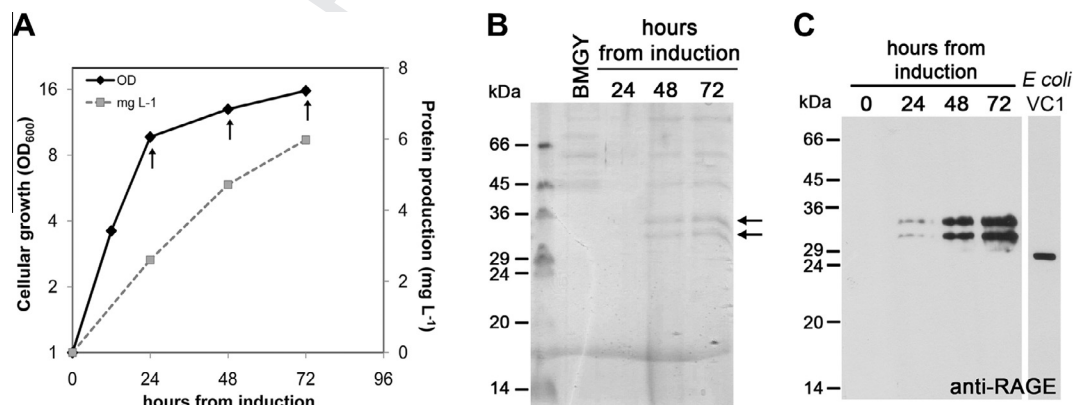 A
OD
mg L-1
16
8
4
2
1
8
6
4
2
0
0 24 48 72 96
Cellular growth (OD600)
Protein production (mg L-1)
hours from induction
B
hours
from induction
BMGY
kDa
24 48 72
66
45
36
29
24
20
14
C
hours from
induction
E coli
kDa
0 24 48 72
VC1
66
45
36
29
24
20
14
anti-RAGE